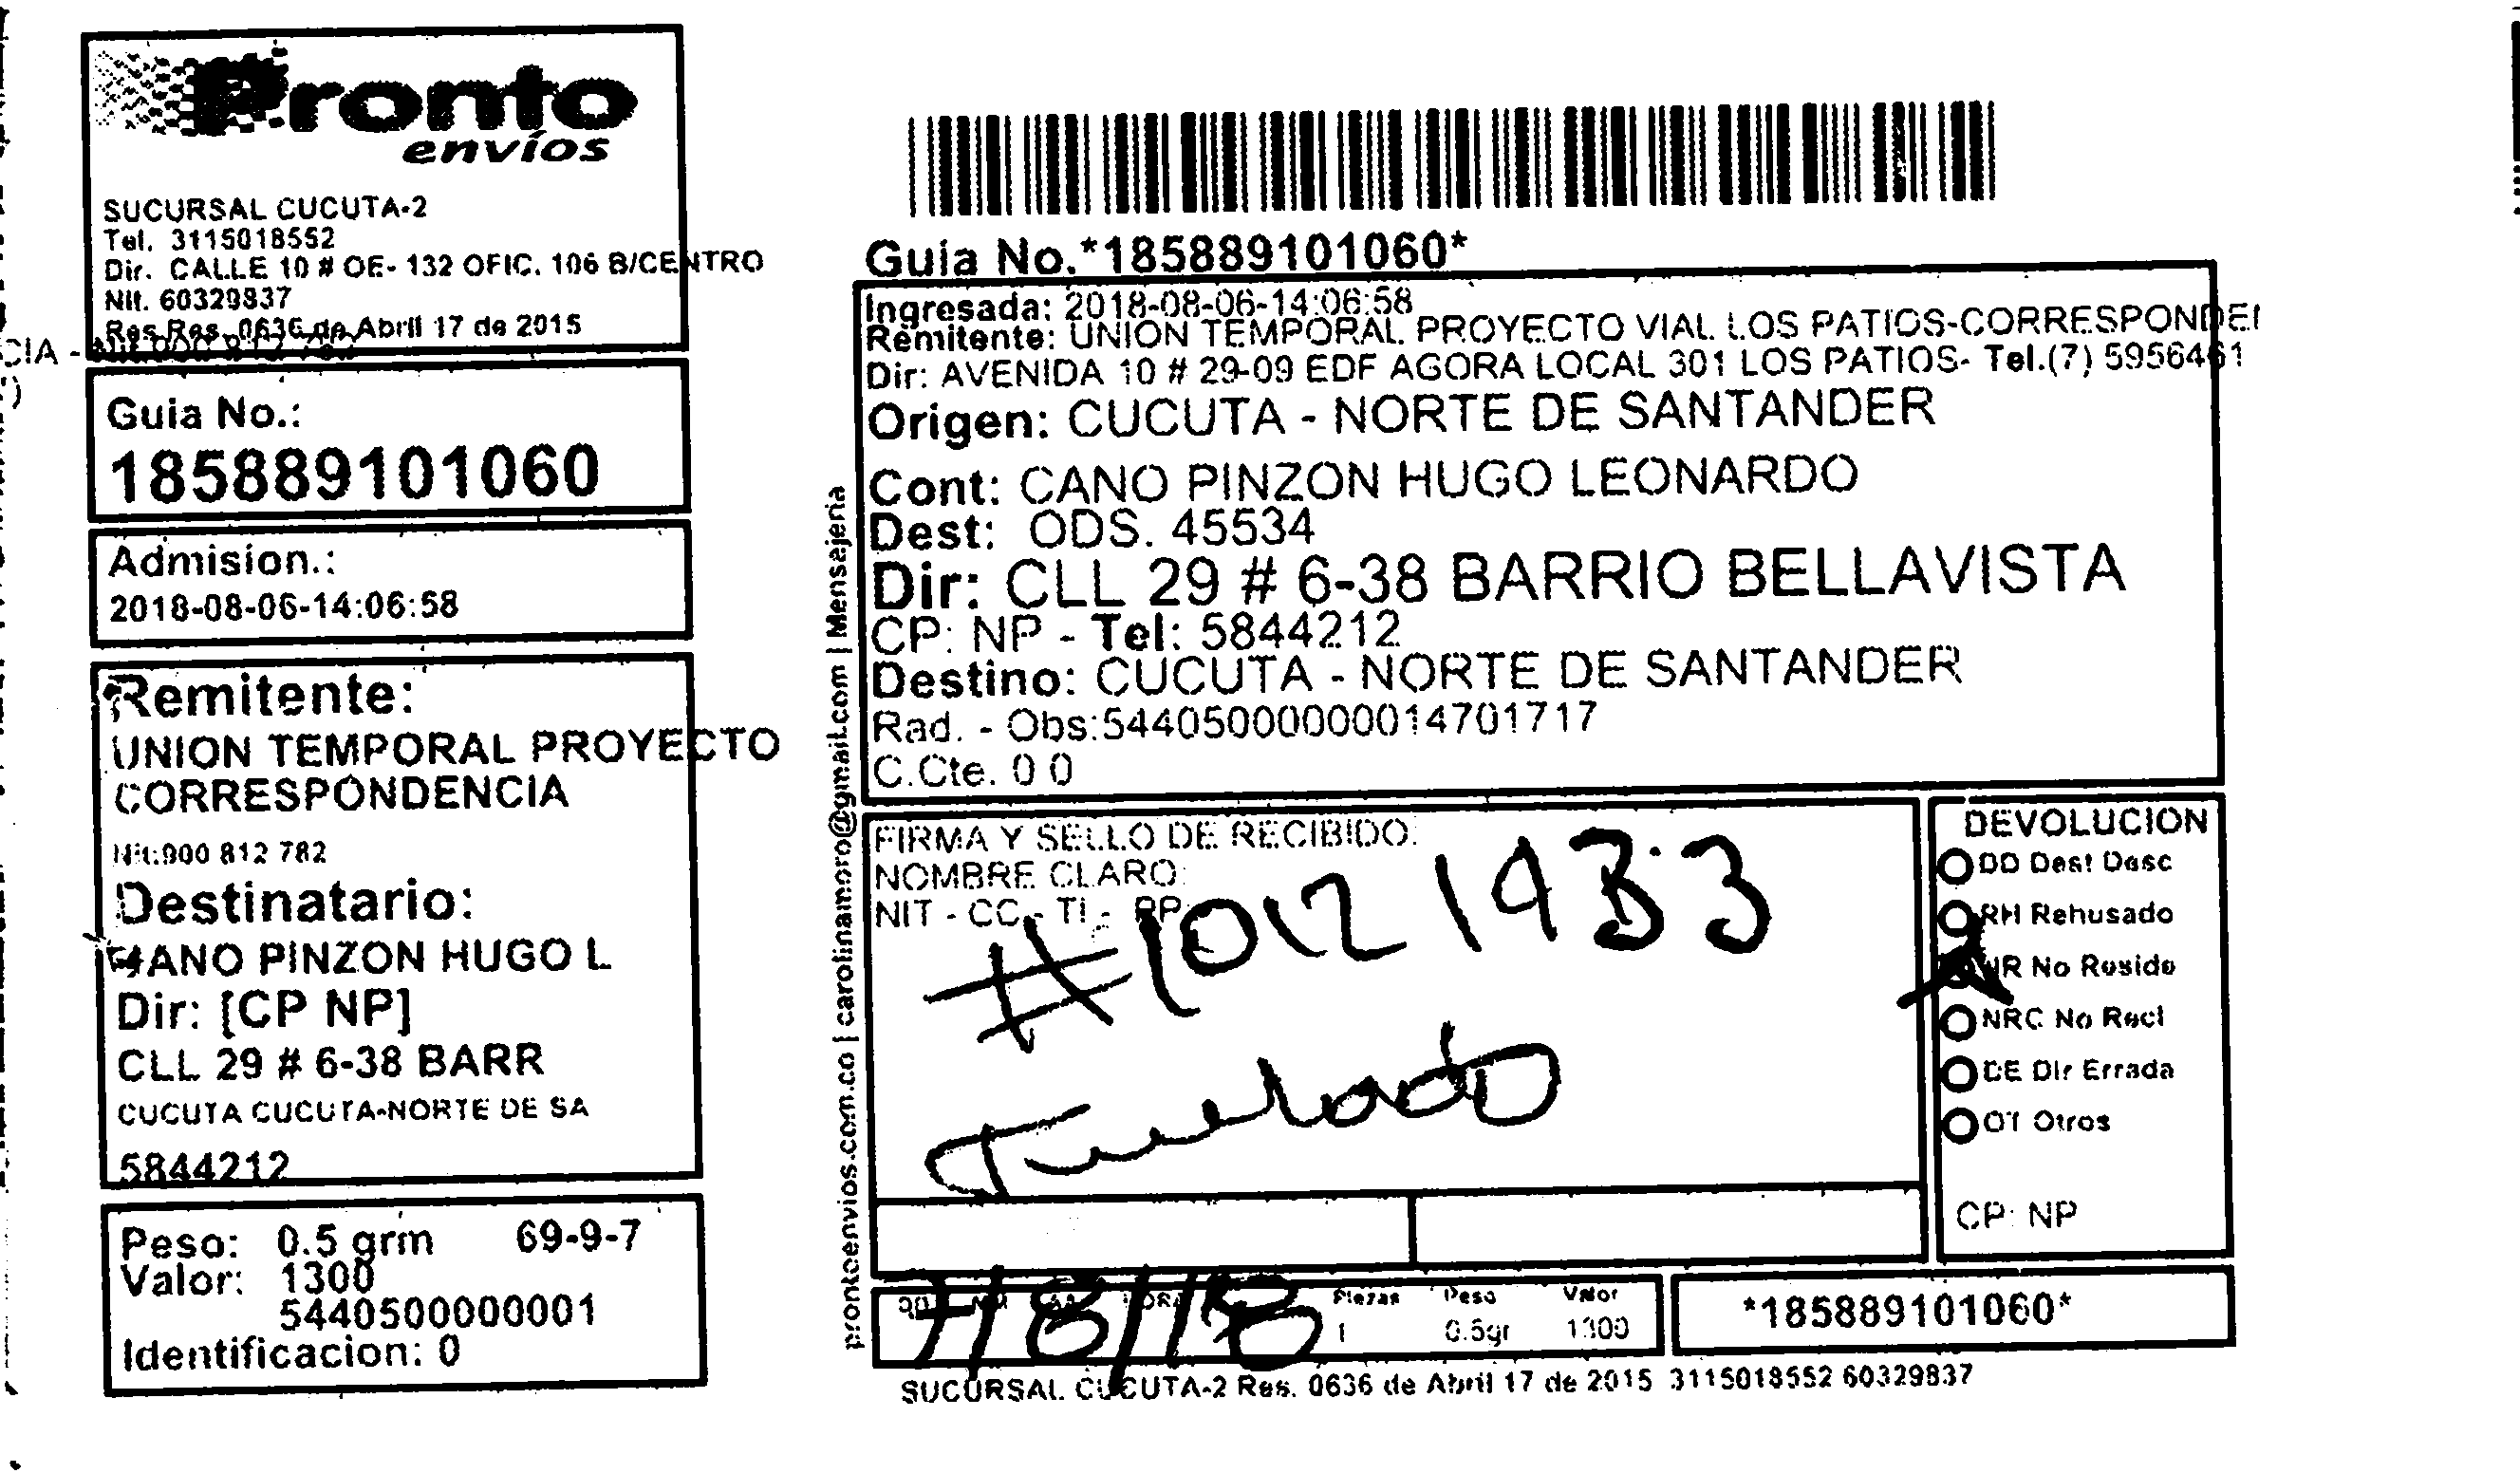 Pronto
envíos
SUCURSAL CUCUTA-2
Tel. 3115018552
Dir. CALLE 10 # OE- 132 OFIC. 106 B/CENTRO
Nit. 60329837
Res Res. 0636 de Abril 17 de 2015
CIA -
Guia No.:
185889101060
Admision.:
2018-08-06-14:06:58
Remitente:
UNION TEMPORAL PROYECTO
CORRESPONDENCIA
Nit:900 812 782
Destinatario:
CANO PINZON HUGO L
Dir: [CP NP]
CLL 29 # 6-38 BARR
CUCUTA CUCUTA-NORTE DE SA
5844212
Peso: 0.5 grm 69-9-7
Valor: 1300
5440500000001
Identificacion: 0
prontoenvios.com.co | carolinamoro@gmail.com | Mensajeria
Guia No.*185889101060*
Ingresada: 2018-08-06-14:06:58
Remitente: UNION TEMPORAL PROYECTO VIAL LOS PATIOS-CORRESPONDEI
Dir: AVENIDA 10 # 29-09 EDF AGORA LOCAL 301 LOS PATIOS- Tel.(7) 5956461
Origen: CUCUTA - NORTE DE SANTANDER
Cont: CANO PINZON HUGO LEONARDO
Dest: ODS. 45534
Dir: CLL 29 # 6-38 BARRIO BELLAVISTA
CP: NP - Tel: 5844212
Destino: CUCUTA - NORTE DE SANTANDER
Rad. - Obs:544050000000014701717
C.Cte. 0 0
FIRMA Y SELLO DE RECIBIDO:
NOMBRE CLARO:
NIT - CC - TI - PP:
DEVOLUCION
DD Dest Desc
RH Rehusado
NR No Reside
NRC No Recl
DE Dir Errada
OT Otros
CP: NP
7/8/18
Piezas Peso Valor
1 0.5gr 1300
*185889101060*
SUCURSAL CUCUTA-2 Res. 0636 de Abril 17 de 2015 3115018552 60329837